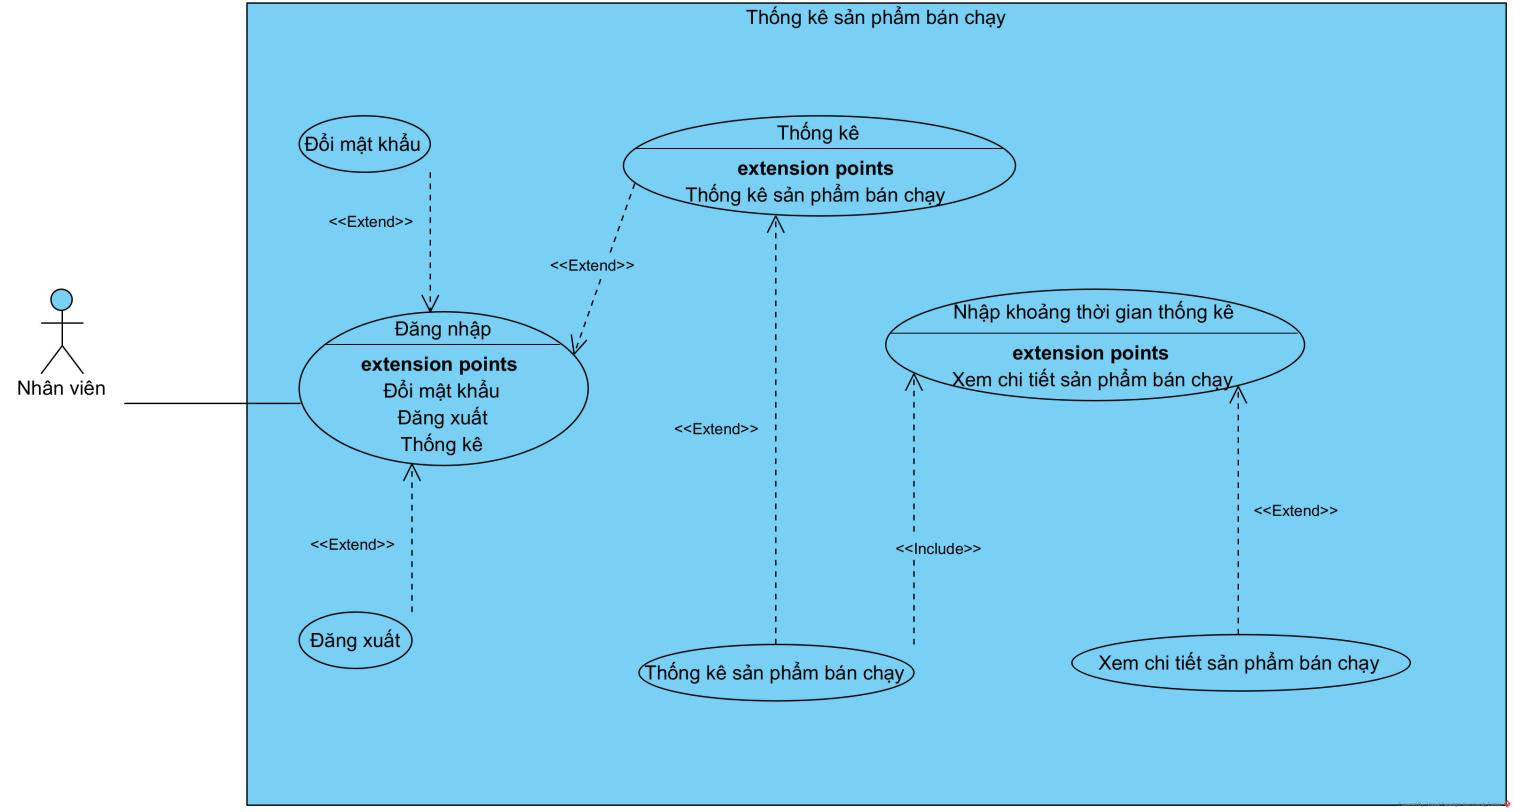 Thống kê sản phẩm bán chạy
Đổi mật khẩu
<<Extend>>
Thống kê
extension points
Thống kê sản phẩm bán chạy
<<Extend>>
Nhân viên
Đăng nhập
extension points
Đổi mật khẩu
Đăng xuất
Thống kê
Nhập khoảng thời gian thống kê
extension points
Xem chi tiết sản phẩm bán chạy
<<Extend>>
<<Extend>>
<<Extend>>
<<Include>>
Đăng xuất
Thống kê sản phẩm bán chạy
Xem chi tiết sản phẩm bán chạy